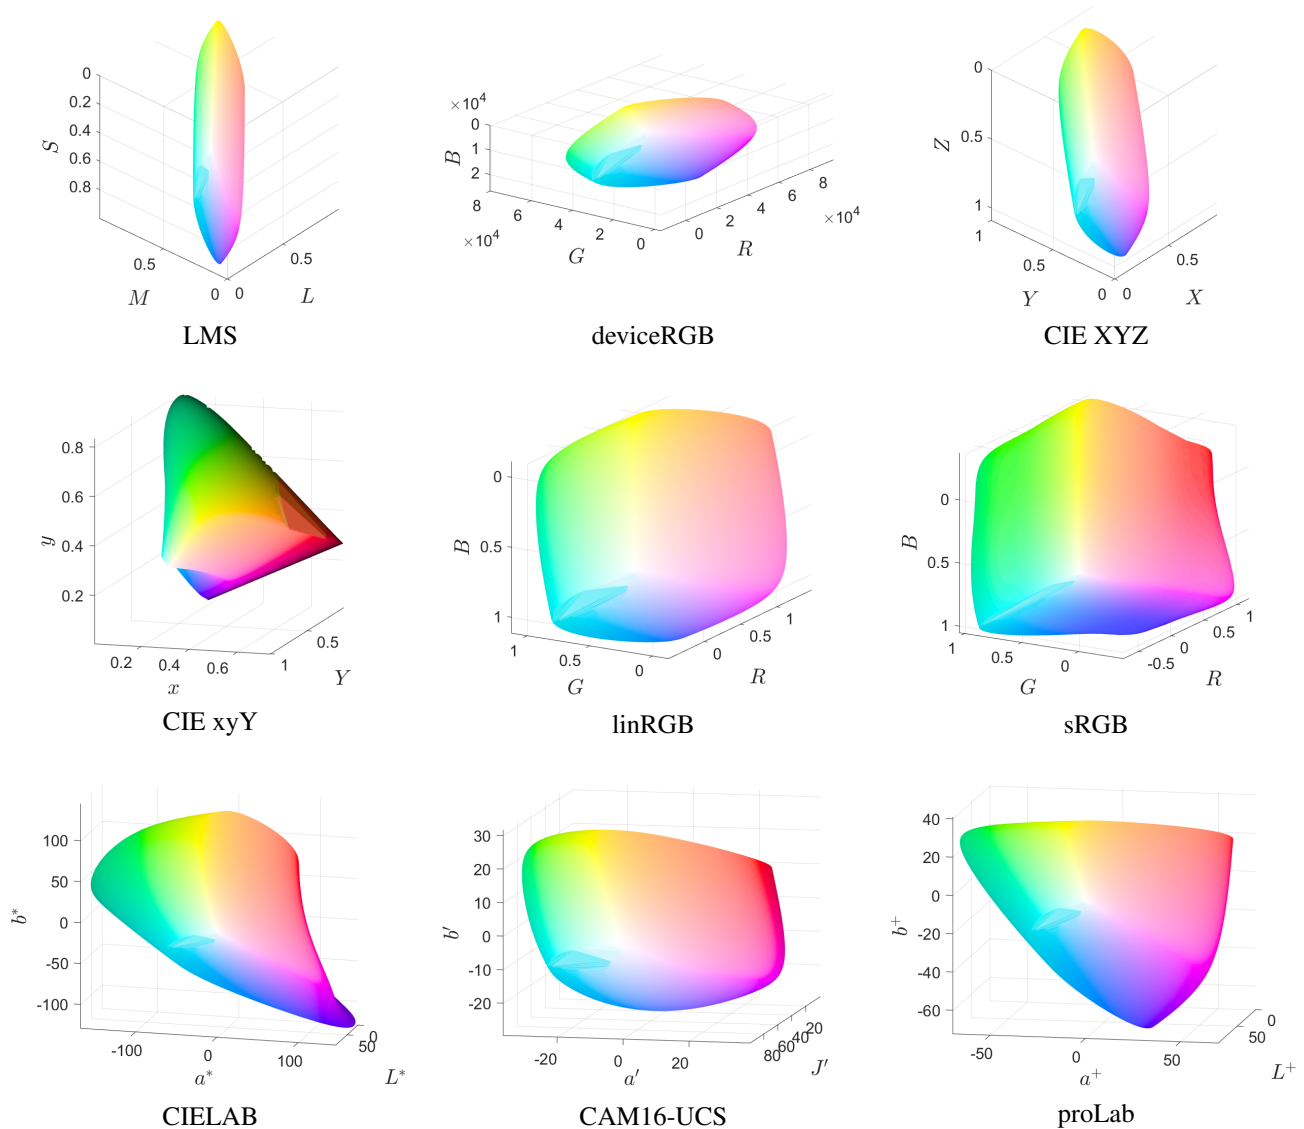 0
0.2
0.4
0.6
0.8
S
0.5
0.5
0 0
M
L
LMS
×10⁴
0
1
2
B
8
6
4
2
0
×10⁴
G
0
2
4
6
8
×10⁴
R
deviceRGB
0
0.5
1
Z
1
0.5
0.5
0 0
Y
X
CIE XYZ
0.8
0.6
0.4
0.2
y
0.2 0.4 0.6
x
1
0.5
Y
CIE xyY
0
0.5
1
B
1
0.5
0
G
0
0.5
1
R
linRGB
0
0.5
1
B
1
0.5
0
G
-0.5
0
0.5
1
R
sRGB
100
50
0
-50
-100
b*
-100
0
100
a*
0
50
L*
CIELAB
30
20
10
0
-10
-20
b′
-20
0
20
a′
20
40
60
80
J′
CAM16-UCS
40
20
0
-20
-40
-60
b⁺
-50
0
50
a⁺
0
50
L⁺
proLab